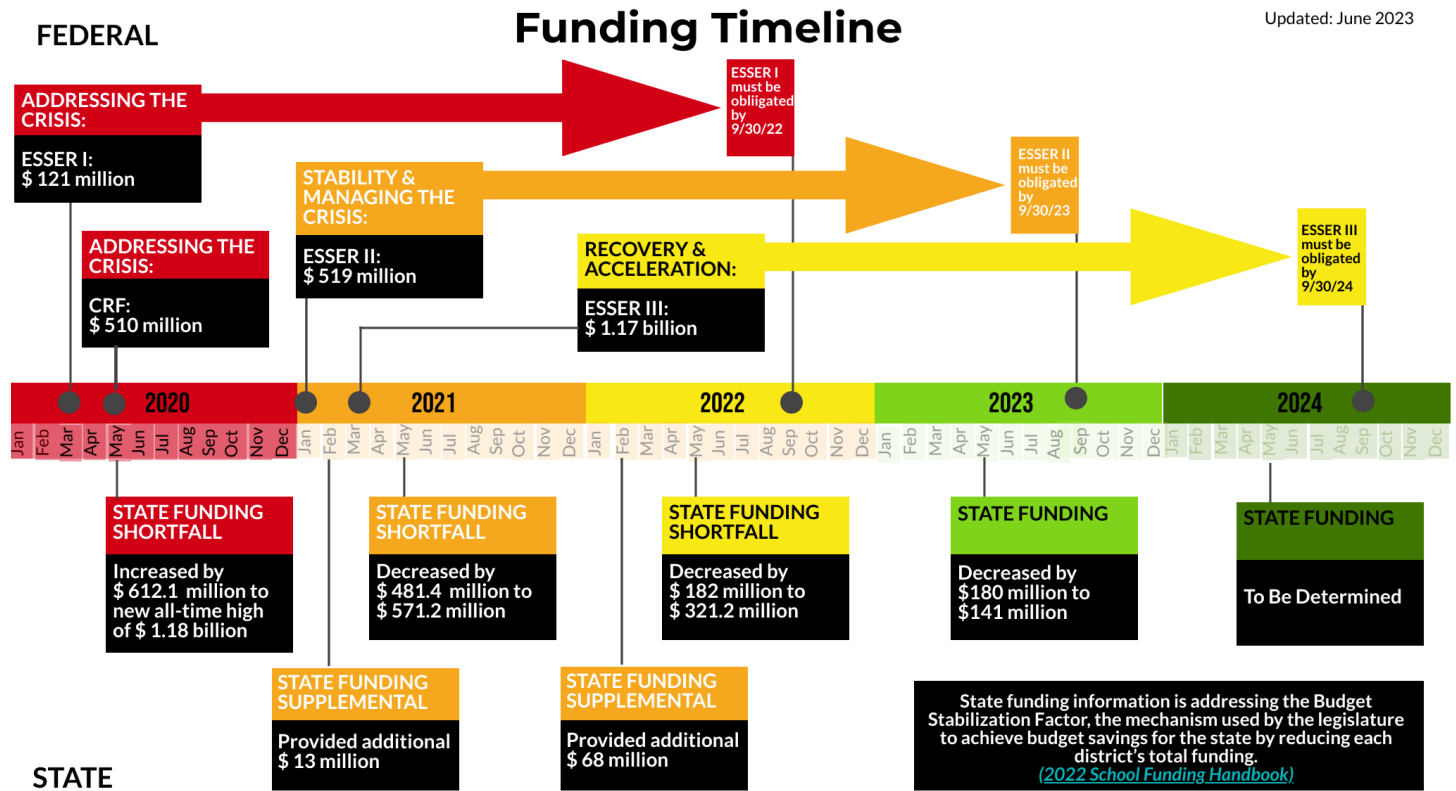 Funding Timeline
Updated: June 2023
FEDERAL
ADDRESSING THE
CRISIS:
ESSER I:
$ 121 million
ESSER I
must be
obliigated
by
9/30/22
ADDRESSING THE
CRISIS:
CRF:
$ 510 million
STABILITY &
MANAGING THE
CRISIS:
ESSER II:
$ 519 million
ESSER II
must be
obligated
by
9/30/23
RECOVERY &
ACCELERATION:
ESSER III:
$ 1.17 billion
ESSER III
must be
obligated
by
9/30/24
2020
2021
2022
2023
2024
Jan Feb Mar Apr May Jun Jul Aug Sep Oct Nov Dec
Jan Feb Mar Apr May Jun Jul Aug Sep Oct Nov Dec
Jan Feb Mar Apr May Jun Jul Aug Sep Oct Nov Dec
Jan Feb Mar Apr May Jun Jul Aug Sep Oct Nov Dec
Jan Feb Mar Apr May Jun Jul Aug Sep Oct Nov Dec
STATE FUNDING
SHORTFALL
Increased by
$ 612.1 million to
new all-time high
of $ 1.18 billion
STATE FUNDING
SHORTFALL
Decreased by
$ 481.4 million to
$ 571.2 million
STATE FUNDING
SHORTFALL
Decreased by
$ 182 million to
$ 321.2 million
STATE FUNDING
Decreased by
$180 million to
$141 million
STATE FUNDING
To Be Determined
STATE FUNDING
SUPPLEMENTAL
Provided additional
$ 13 million
STATE FUNDING
SUPPLEMENTAL
Provided additional
$ 68 million
State funding information is addressing the Budget
Stabilization Factor, the mechanism used by the legislature
to achieve budget savings for the state by reducing each
district's total funding.
(2022 School Funding Handbook)
STATE